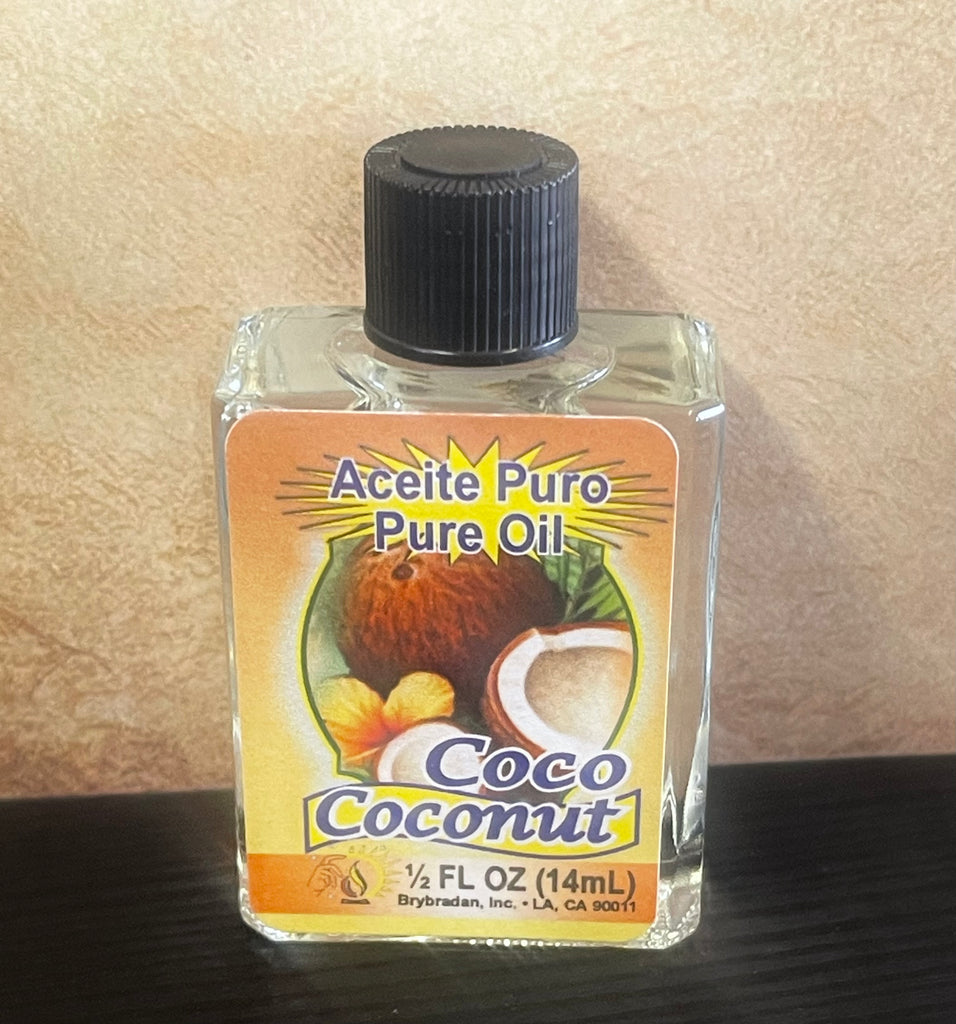 Aceite Puro
Pure Oil
Coco
Coconut
½ FL OZ (14mL)
Brybradan, Inc. • LA, CA 90011